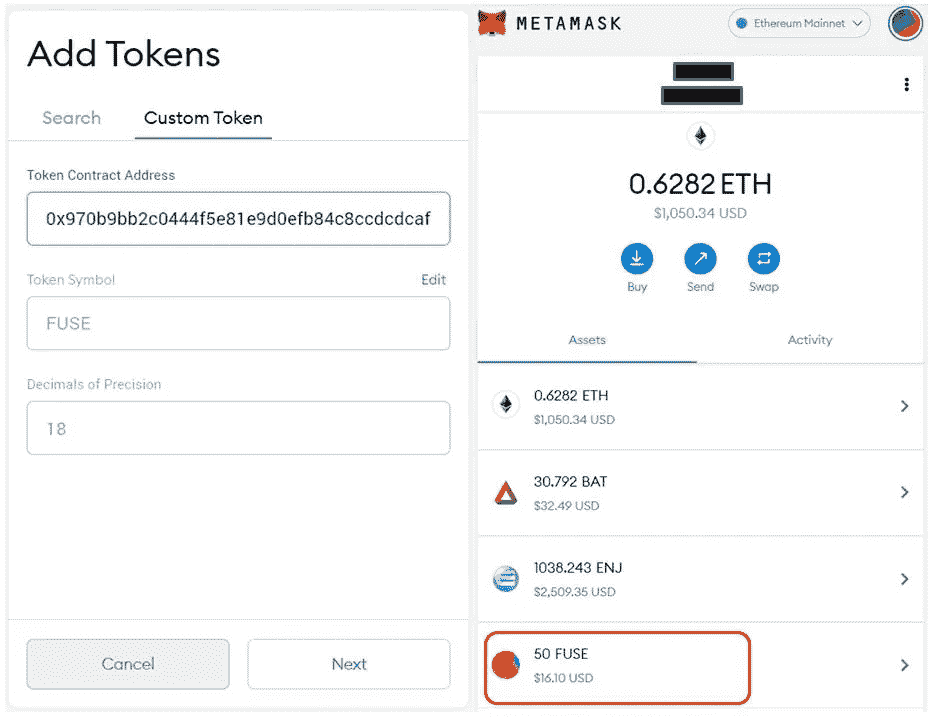 Add Tokens
Search Custom Token
Token Contract Address
0x970b9bb2c0444f5e81e9d0efb84c8ccdcdcaf
Token Symbol Edit
FUSE
Decimals of Precision
18
Cancel Next
METAMASK Ethereum Mainnet
0.6282 ETH
$1,050.34 USD
Buy Send Swap
Assets Activity
0.6282 ETH
$1,050.34 USD
30.792 BAT
$32.49 USD
1038.243 ENJ
$2,509.35 USD
50 FUSE
$16.10 USD